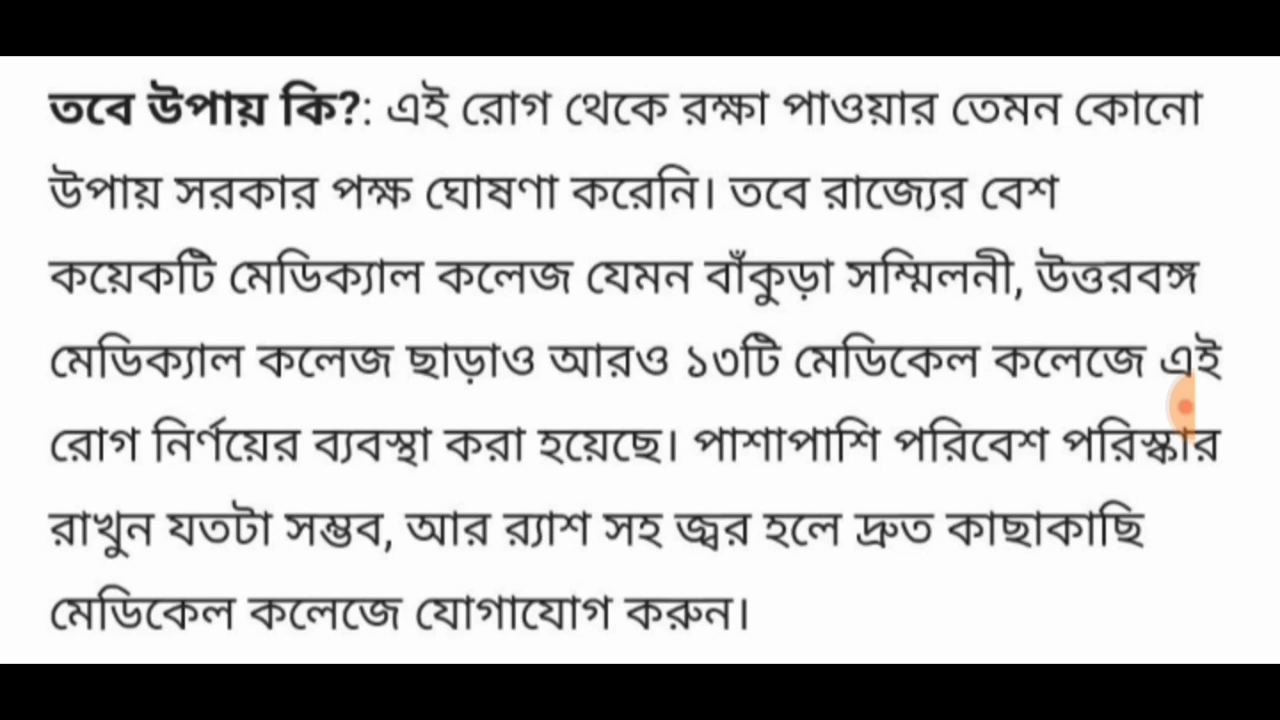 তবে উপায় কি?: এই রোগ থেকে রক্ষা পাওয়ার তেমন কোনো
উপায় সরকার পক্ষ ঘোষণা করেনি। তবে রাজ্যের বেশ
কয়েকটি মেডিক্যাল কলেজ যেমন বাঁকুড়া সম্মিলনী, উত্তরবঙ্গ
মেডিক্যাল কলেজ ছাড়াও আরও ১৩টি মেডিকেল কলেজে এই
রোগ নির্ণয়ের ব্যবস্থা করা হয়েছে। পাশাপাশি পরিবেশ পরিস্কার
রাখুন যতটা সম্ভব, আর র‍্যাশ সহ জ্বর হলে দ্রুত কাছাকাছি
মেডিকেল কলেজে যোগাযোগ করুন।